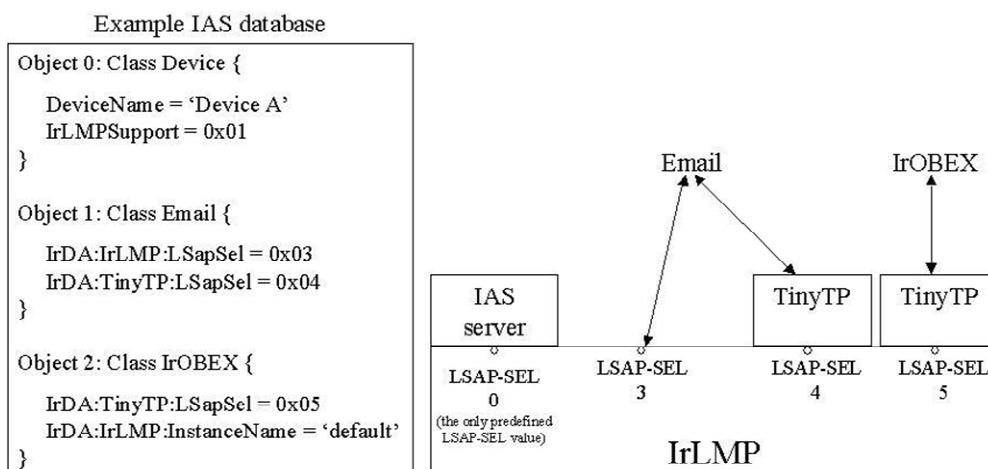 Example IAS database
Object 0: Class Device {
DeviceName = ‘Device A’
IrLMPSupport = 0x01
}
Object 1: Class Email {
IrDA:IrLMP:LSapSel = 0x03
IrDA:TinyTP:LSapSel = 0x04
}
Object 2: Class IrOBEX {
IrDA:TinyTP:LSapSel = 0x05
IrDA:IrLMP:InstanceName = ‘default’
}
Email
IrOBEX
IAS
server
TinyTP
TinyTP
LSAP-SEL
0
(the only predefined
LSAP-SEL value)
LSAP-SEL
3
LSAP-SEL
4
LSAP-SEL
5
IrLMP